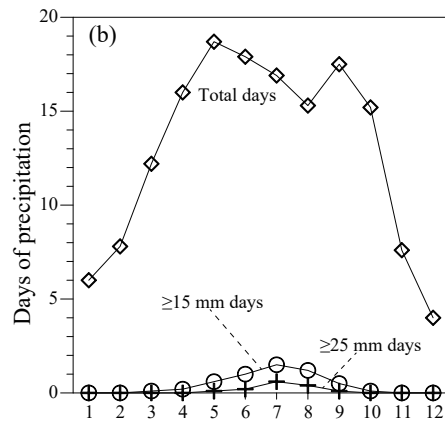 20
(b)
15
Total days
10
Days of precipitation
5
≥15 mm days
≥25 mm days
0
1 2 3 4 5 6 7 8 9 10 11 12